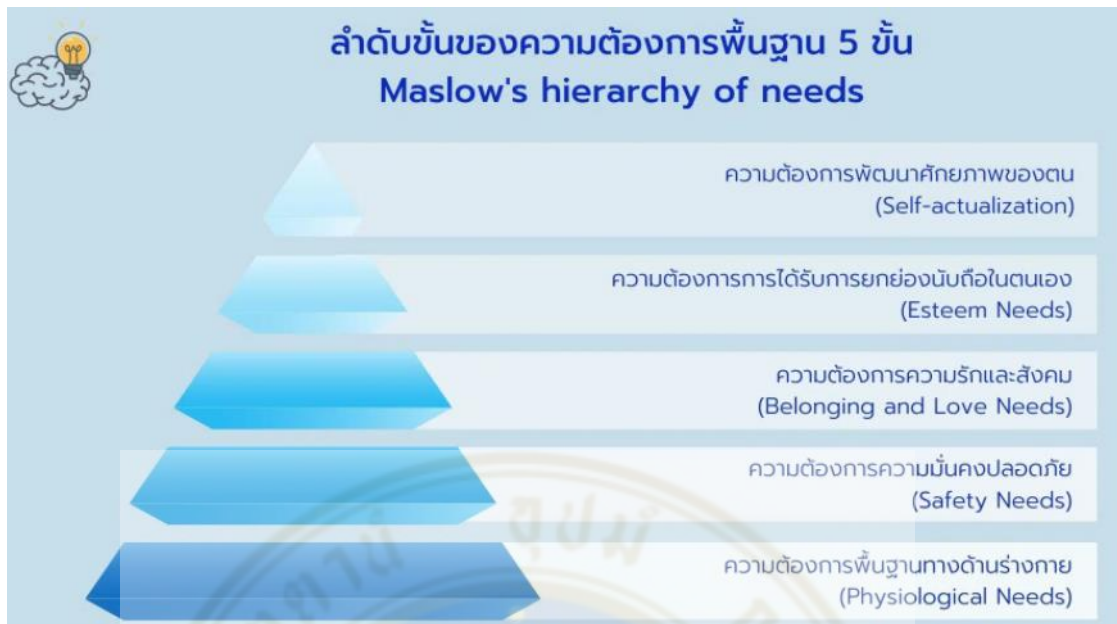 ลำดับขั้นของความต้องการพื้นฐาน 5 ขั้น
Maslow's hierarchy of needs
ความต้องการพัฒนาศักยภาพของตน
(Self-actualization)
ความต้องการการได้รับการยกย่องนับถือในตนเอง
(Esteem Needs)
ความต้องการความรักและสังคม
(Belonging and Love Needs)
ความต้องการความมั่นคงปลอดภัย
(Safety Needs)
ความต้องการพื้นฐานทางด้านร่างกาย
(Physiological Needs)